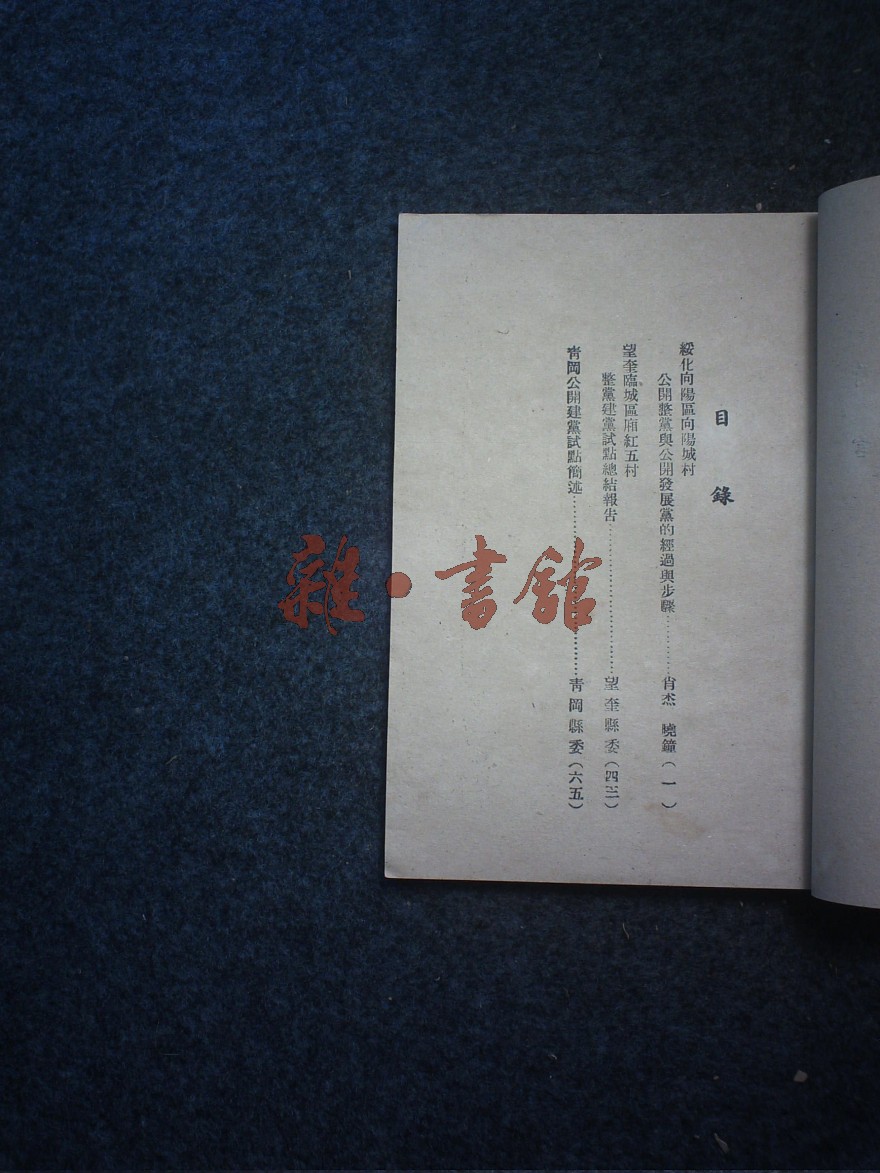 目錄
綏化向陽區向陽城村
公開整黨與公開發展黨的經過與步驟…………肖杰 曉鐘(一)
望奎臨城區廂紅五村
整黨建黨試點總結報告…………………………望奎縣委(四三)
青岡公開建黨試點簡述…………………………青岡縣委(六五)
雜·書館